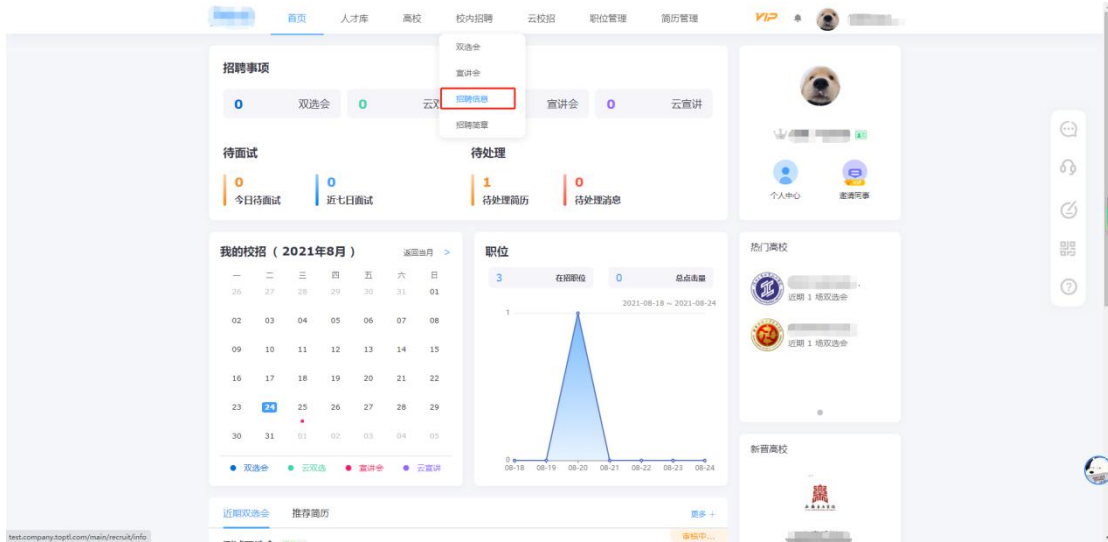 首页 人才库 高校 校内招聘 云校招 职位管理 简历管理 VIP
双选会
宣讲会
招聘信息
招聘简章
招聘事项
0 双选会 0 宣讲会 0 云宣讲
待面试 待处理
0 0 1 0
今日待面试 近七日面试 待处理简历 待处理消息
个人中心 邀请同事
我的校招 ( 2021年8月 ) 返回当月 >
一 二 三 四 五 六 日
26 27 28 29 30 31 01
02 03 04 05 06 07 08
09 10 11 12 13 14 15
16 17 18 19 20 21 22
23 24 25 26 27 28 29
30 31 01 02 03 04 05
双选会 云双选 宣讲会 云宣讲
职位
3 在招职位 0 总点击量
2021-08-18 ~ 2021-08-24
1
0
08-18 08-19 08-20 08-21 08-22 08-23 08-24
热门高校
近期 1 场双选会
近期 1 场双选会
新晋高校
近期双选会 推荐简历 更多 +
审核中...
test.company.toptl.com/main/recruit/info